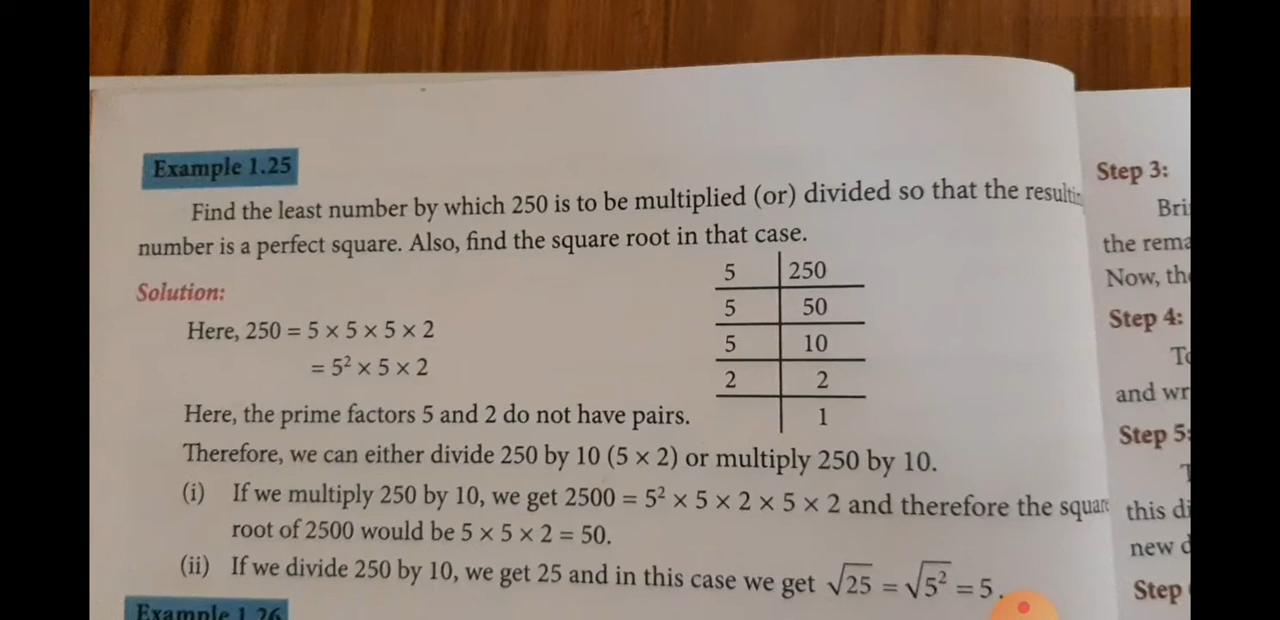 Example 1.25
Find the least number by which 250 is to be multiplied (or) divided so that the
number is a perfect square. Also, find the square root in that case.
Solution:
Here, 250 = 5 × 5 × 5 × 2
= 5² × 5 × 2
5 | 250
5 | 50
5 | 10
2 | 2
| 1
Here, the prime factors 5 and 2 do not have pairs.
Therefore, we can either divide 250 by 10 (5 × 2) or multiply 250 by 10.
(i) If we multiply 250 by 10, we get 2500 = 5² × 5 × 2 × 5 × 2 and therefore the square
root of 2500 would be 5 × 5 × 2 = 50.
(ii) If we divide 250 by 10, we get 25 and in this case we get √25 = √5² = 5.
Example 1.26
Step 3:
the
Now,
Step 4:
and
Step 5:
this
new
Step